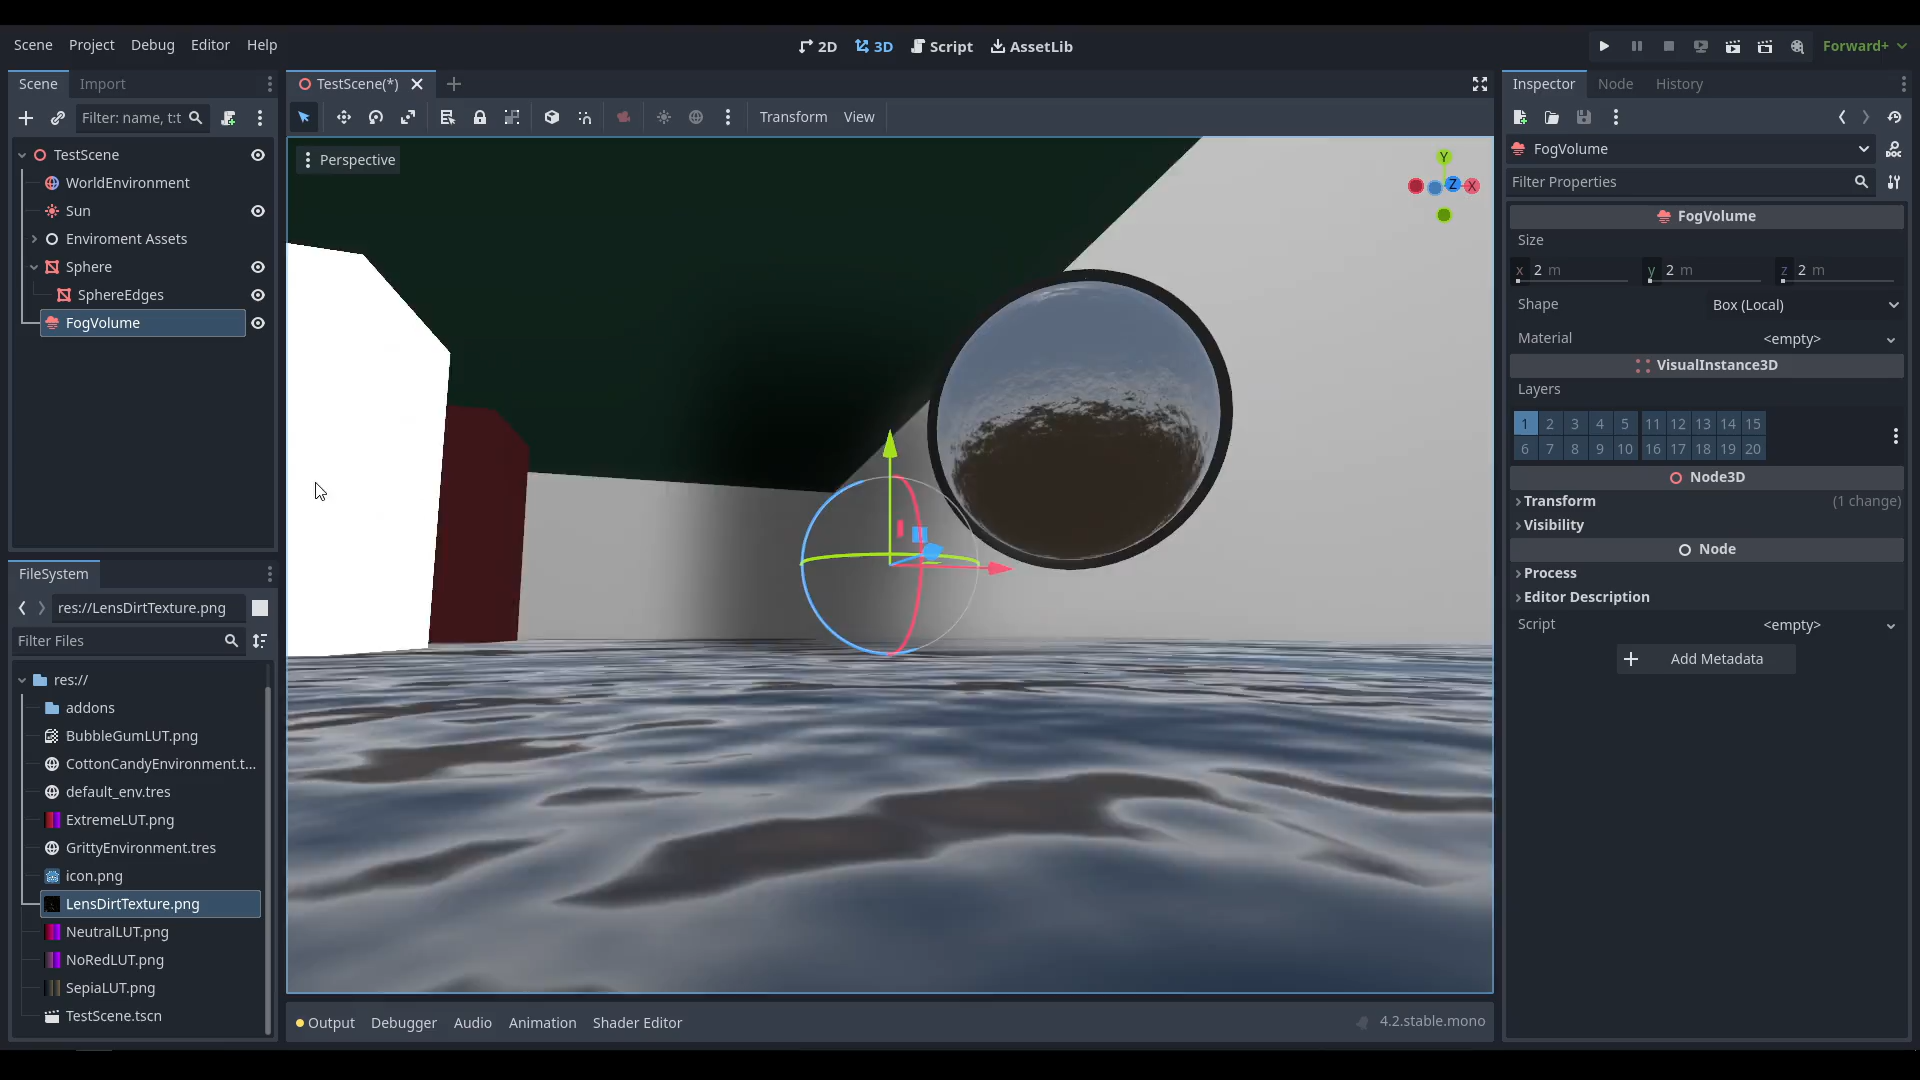 Scene Project Debug Editor Help
2D 3D Script AssetLib
Forward+
Scene Import
TestScene(*)
Inspector Node History
Filter: name, t:t
Transform View
Perspective
FogVolume
Filter Properties
TestScene
WorldEnvironment
Sun
Enviroment Assets
Sphere
SphereEdges
FogVolume
Y
Z X
FogVolume
Size
x 2 m y 2 m z 2 m
Shape Box (Local)
Material <empty>
VisualInstance3D
Layers
1 2 3 4 5 11 12 13 14 15
6 7 8 9 10 16 17 18 19 20
Node3D
Transform (1 change)
Visibility
Node
Process
Editor Description
Script <empty>
Add Metadata
FileSystem
res://LensDirtTexture.png
Filter Files
res://
addons
BubbleGumLUT.png
CottonCandyEnvironment.t...
default_env.tres
ExtremeLUT.png
GrittyEnvironment.tres
icon.png
LensDirtTexture.png
NeutralLUT.png
NoRedLUT.png
SepiaLUT.png
TestScene.tscn
Output Debugger Audio Animation Shader Editor
4.2.stable.mono